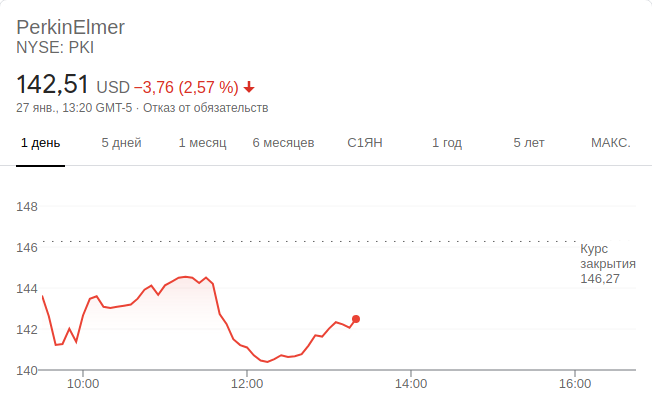 PerkinElmer
NYSE: PKI
142,51 USD −3,76 (2,57 %)
27 янв., 13:20 GMT-5 · Отказ от обязательств
1 день 5 дней 1 месяц 6 месяцев С1ЯН 1 год 5 лет МАКС.
148
146
Курс
закрытия
146,27
144
142
140
10:00 12:00 14:00 16:00